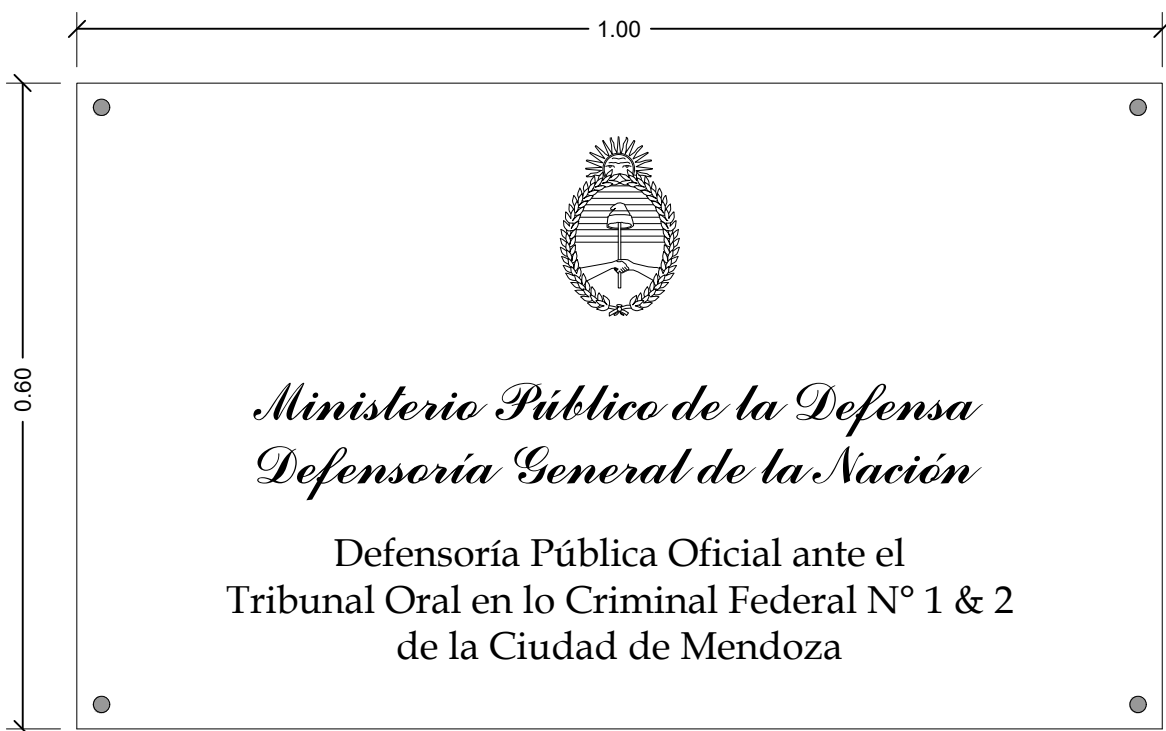 1.00
0.60
Ministerio Público de la Defensa
Defensoría General de la Nación
Defensoría Pública Oficial ante el
Tribunal Oral en lo Criminal Federal N° 1 & 2
de la Ciudad de Mendoza